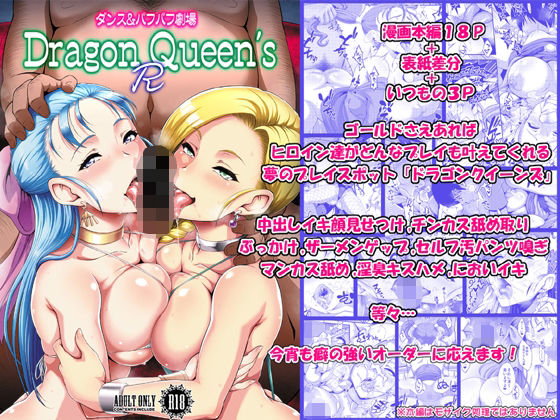 ダンス&パフパフ劇場
Dragon Queen's
R
漫画本編18P
+
表紙差分
+
いつもの3P
ゴールドさえあれば
ヒロイン達がどんなプレイも叶えてくれる
夢のプレイスポット「ドラゴンクイーンズ」
中出しイキ顔見せつけ,チンカス舐め取り
ぶっかけ,ザーメンゲップ,セルフ汚パンツ嗅ぎ
マンカス舐め,淫臭キスハメ,においイキ
等々…
今宵も癖の強いオーダーに応えます!
ADULT ONLY
CONTENTS INCLUDE
R18
※本編はモザイク処理ではありません